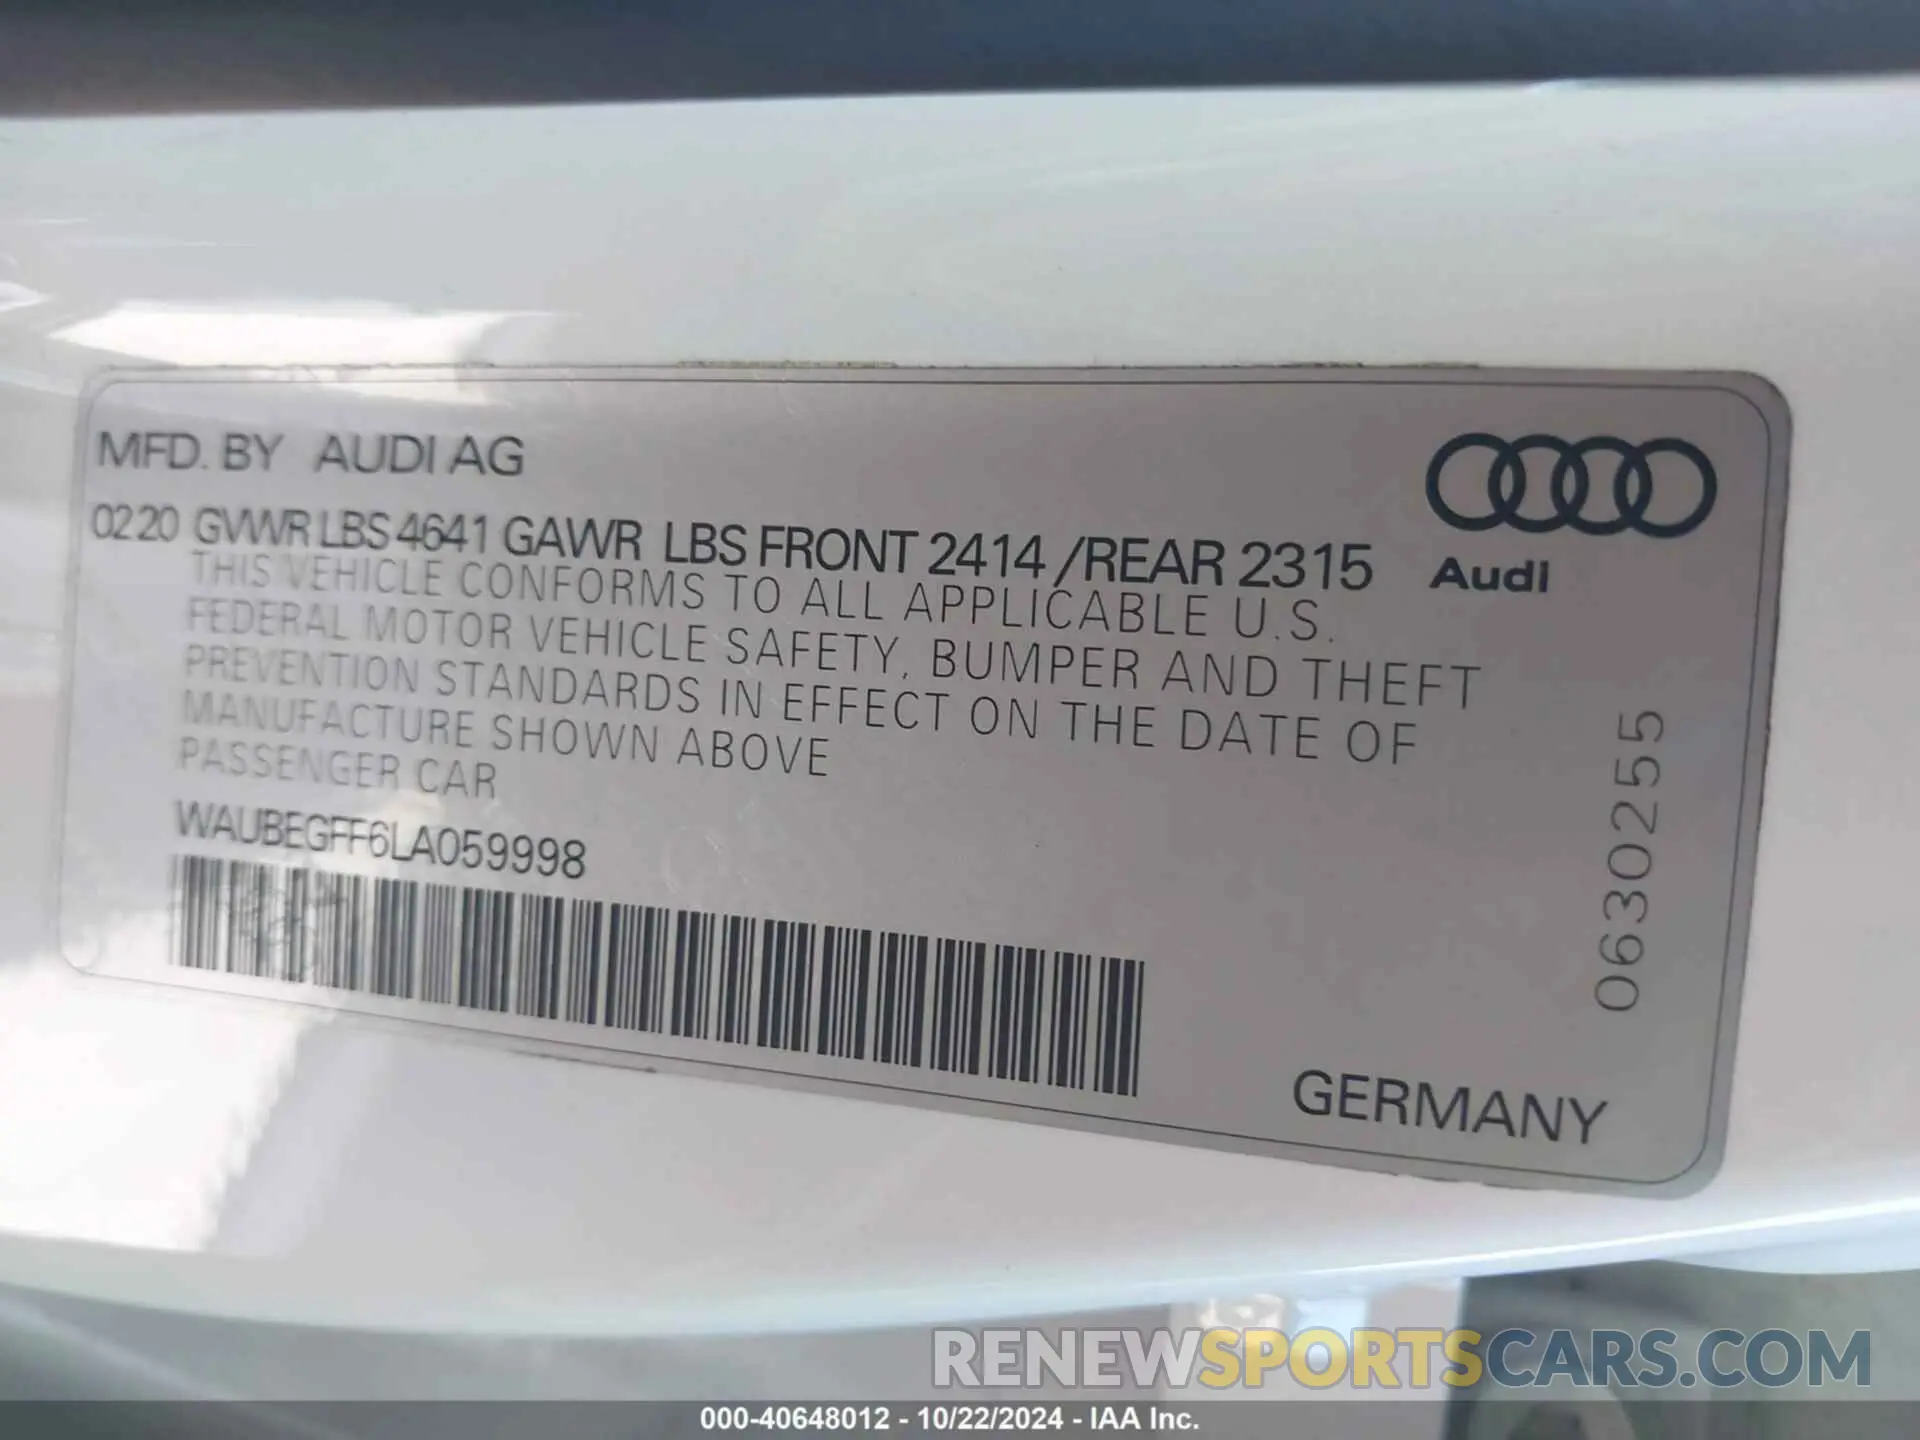 MFD. BY AUDI AG
0220 GVWR LBS 4641 GAWR LBS FRONT 2414 /REAR 2315
Audi
THIS VEHICLE CONFORMS TO ALL APPLICABLE U.S.
FEDERAL MOTOR VEHICLE SAFETY, BUMPER AND THEFT
PREVENTION STANDARDS IN EFFECT ON THE DATE OF
MANUFACTURE SHOWN ABOVE
PASSENGER CAR
WAUBEGFF6LA059998
0630255
GERMANY
RENEWSPORTSCARS.COM
000-40648012 - 10/22/2024 - IAA Inc.